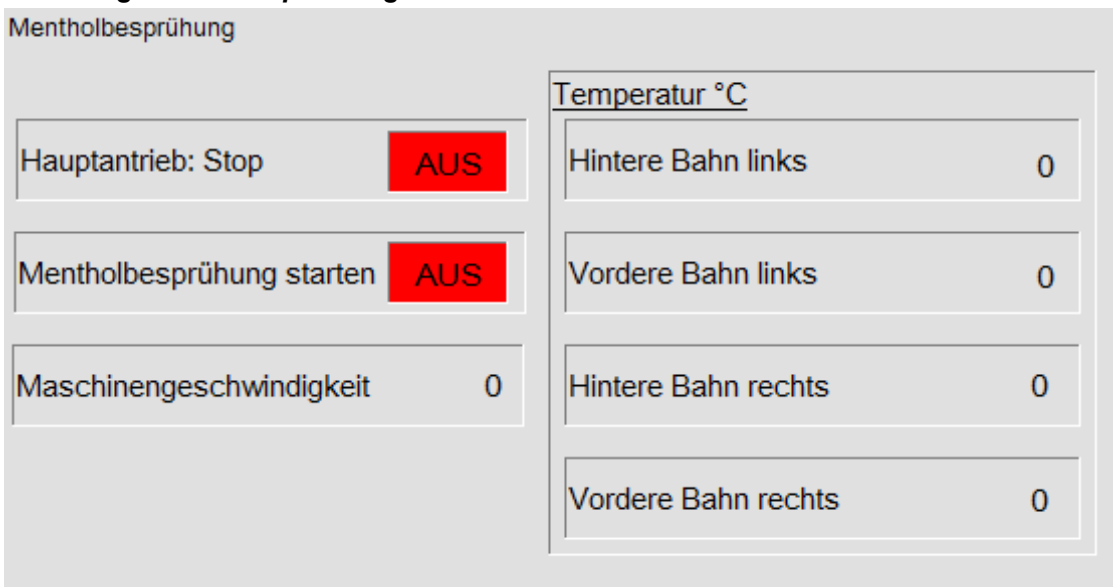 Mentholbesprühung
Hauptantrieb: Stop AUS
Mentholbesprühung starten AUS
Maschinengeschwindigkeit 0
Temperatur °C
Hintere Bahn links 0
Vordere Bahn links 0
Hintere Bahn rechts 0
Vordere Bahn rechts 0